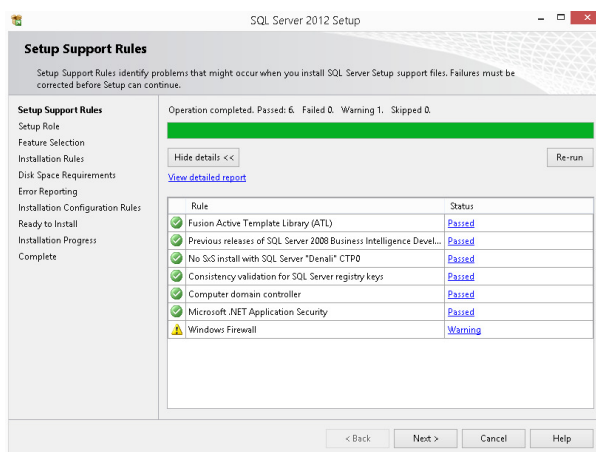 SQL Server 2012 Setup
Setup Support Rules
Setup Support Rules identify problems that might occur when you install SQL Server Setup support files. Failures must be
corrected before Setup can continue.
Setup Support Rules
Setup Role
Feature Selection
Installation Rules
Disk Space Requirements
Error Reporting
Installation Configuration Rules
Ready to Install
Installation Progress
Complete
Operation completed. Passed: 6. Failed 0. Warning 1. Skipped 0.
Hide details <<
Re-run
View detailed report
Rule Status
Fusion Active Template Library (ATL) Passed
Previous releases of SQL Server 2008 Business Intelligence Devel... Passed
No SxS install with SQL Server "Denali" CTP0 Passed
Consistency validation for SQL Server registry keys Passed
Computer domain controller Passed
Microsoft .NET Application Security Passed
Windows Firewall Warning
< Back Next > Cancel Help